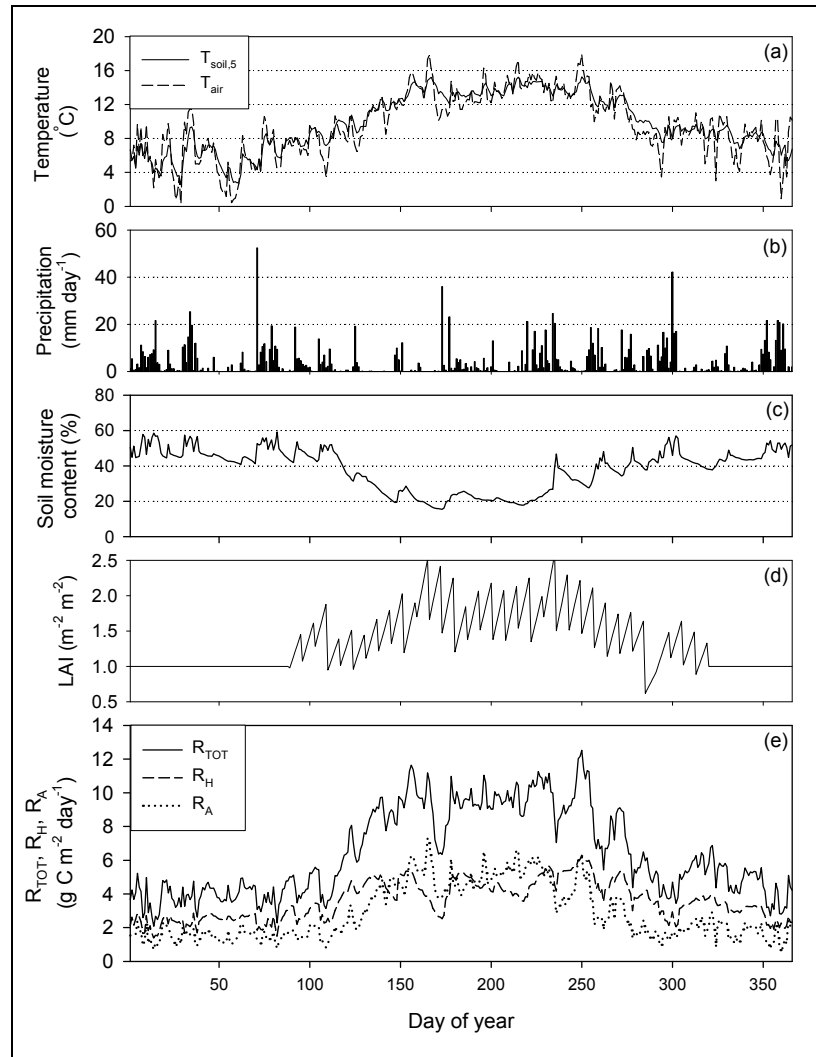 (a)
T_soil,5
T_air
Temperature
(°C)
20
16
12
8
4
0
(b)
Precipitation
(mm day⁻¹)
60
40
20
0
(c)
Soil moisture
content (%)
80
60
40
20
0
(d)
LAI (m⁻² m⁻²)
2.5
2.0
1.5
1.0
0.5
(e)
R_TOT
R_H
R_A
R_TOT, R_H, R_A
(g C m⁻² day⁻¹)
14
12
10
8
6
4
2
0
50 100 150 200 250 300 350
Day of year